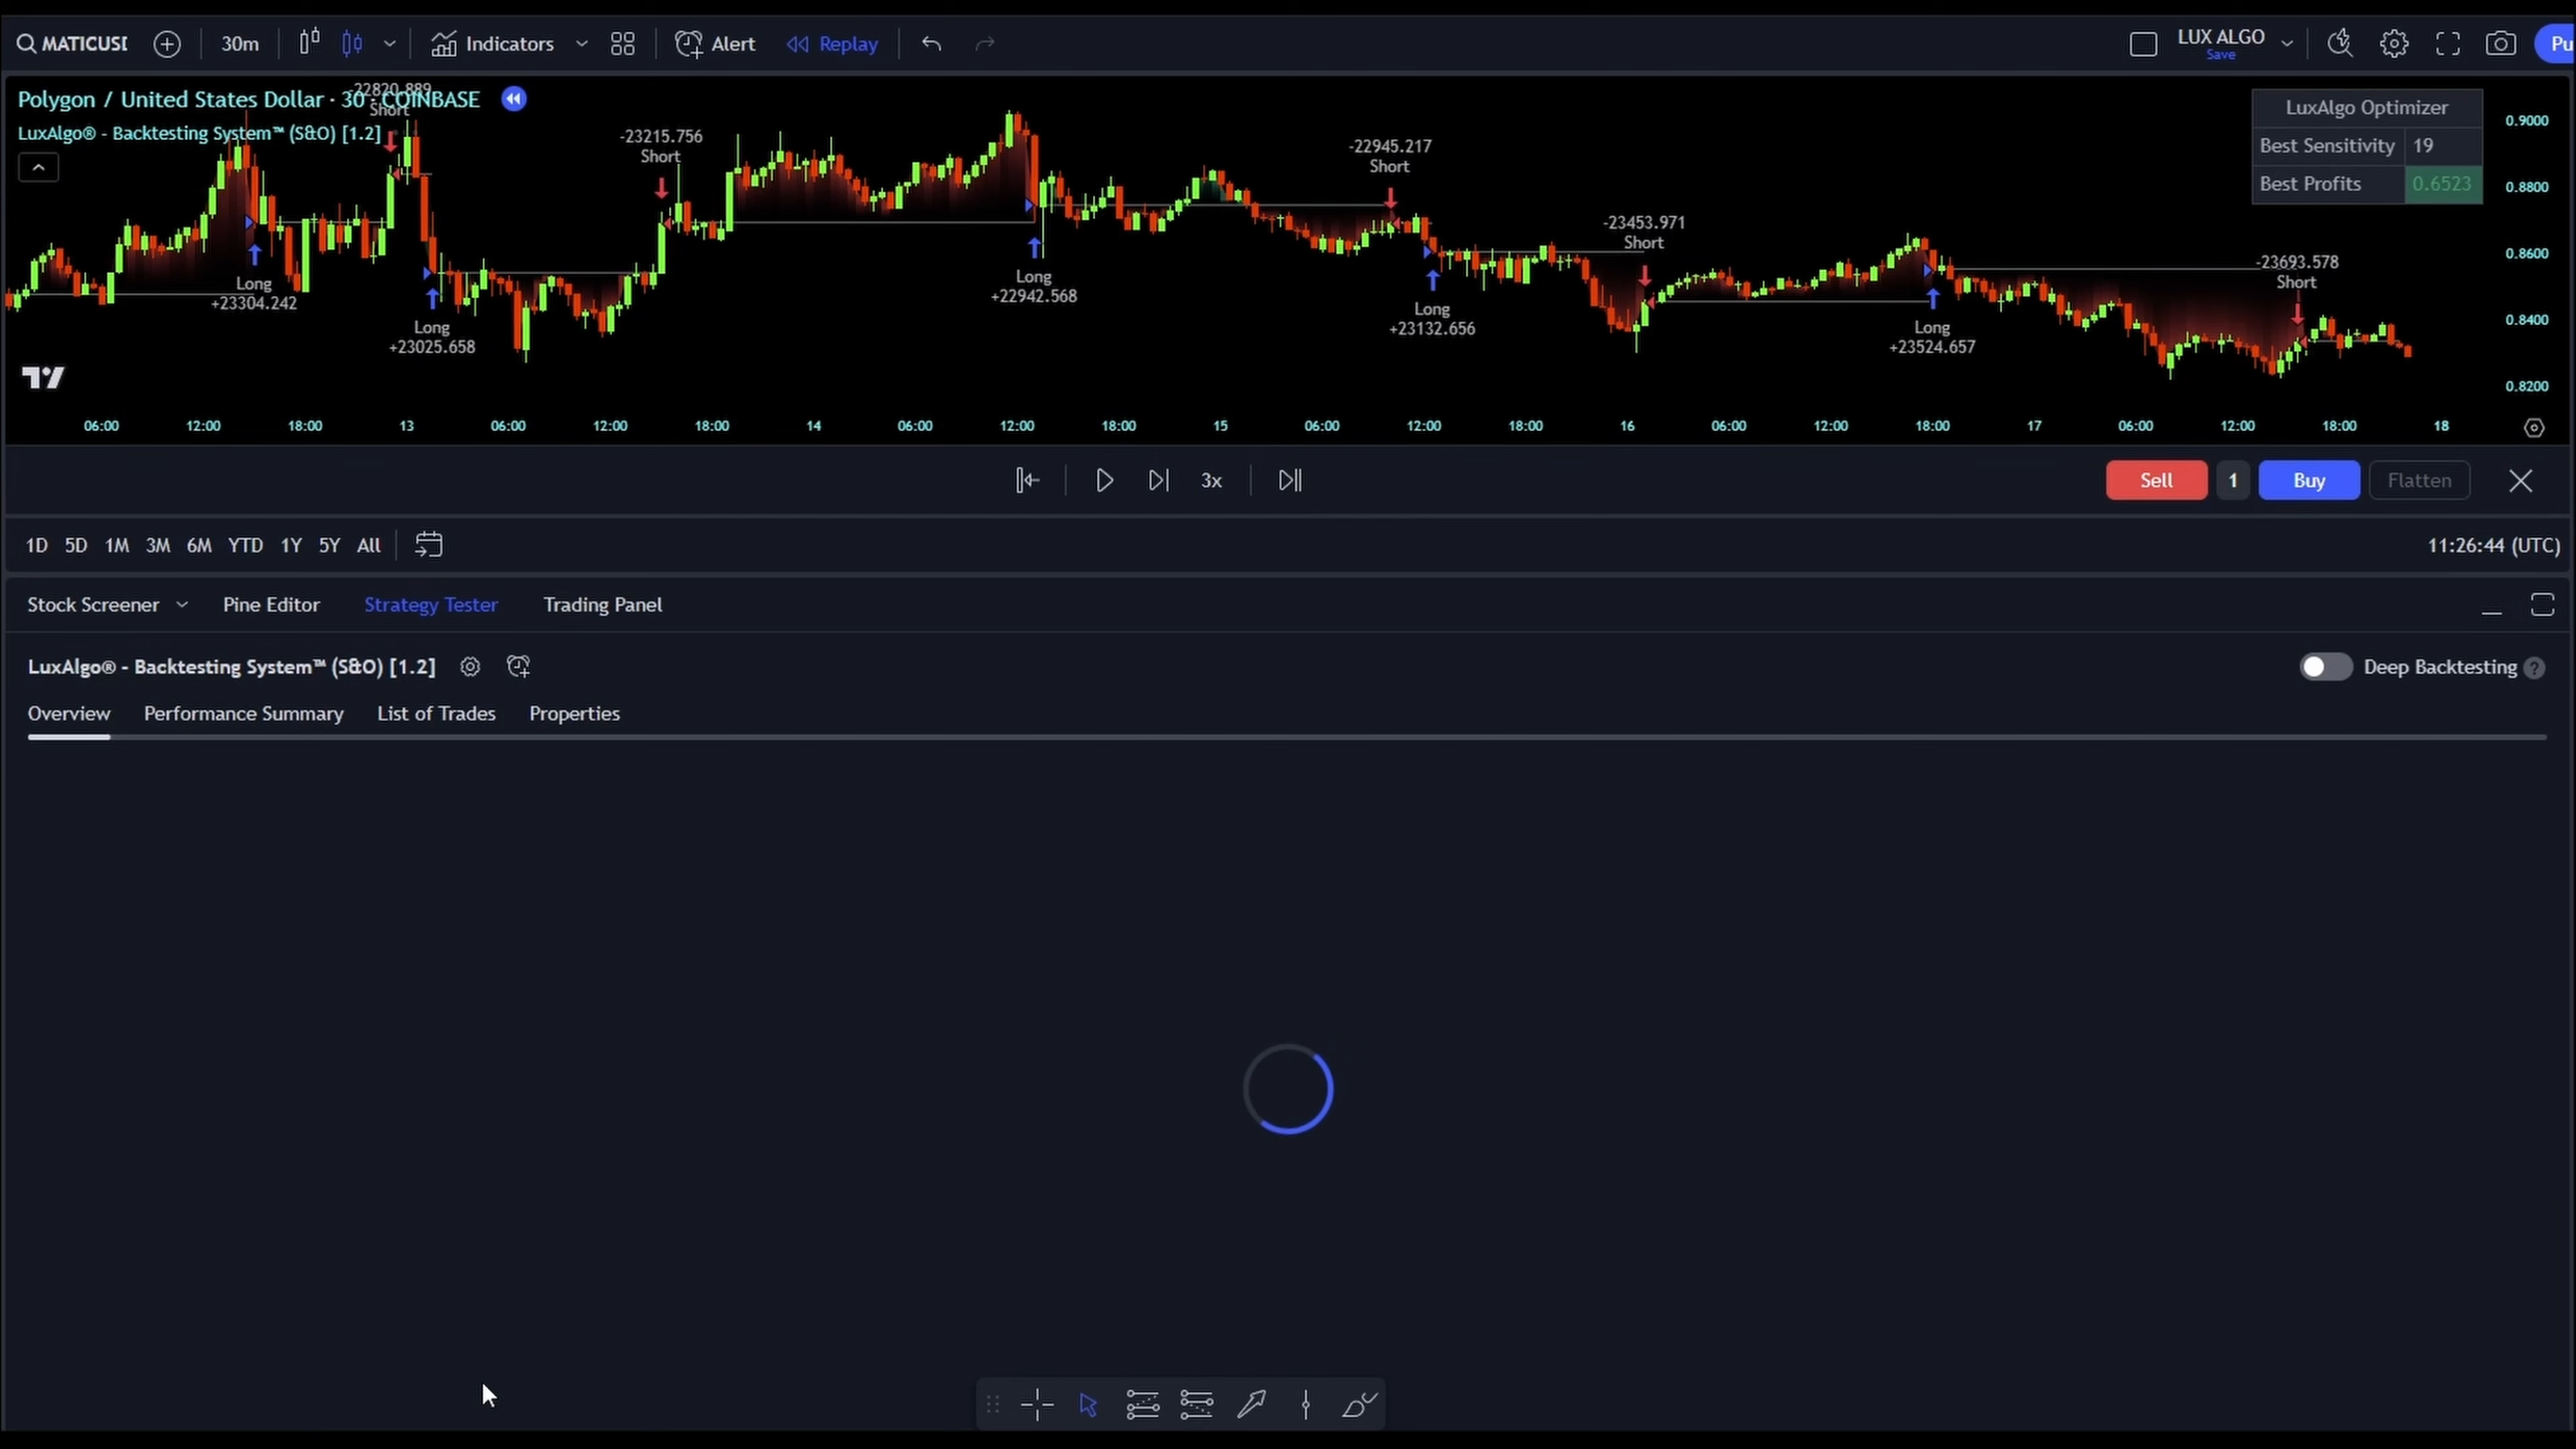 MATICUSI 30m Indicators Alert Replay LUX ALGO Pu
Save
Polygon / United States Dollar · 30 · COINBASE
LuxAlgo® - Backtesting System™ (S&O) [1.2]
-22820.889
Short
-23215.756
Short
-22945.217
Short
-23453.971
Short
-23693.578
Short
Long
+23304.242
Long
+23025.658
Long
+22942.568
Long
+23132.656
Long
+23524.657
LuxAlgo Optimizer
Best Sensitivity 19
Best Profits 0.6523
0.9000
0.8800
0.8600
0.8400
0.8200
06:00 12:00 18:00 13 06:00 12:00 18:00 14 06:00 12:00 18:00 15 06:00 12:00 18:00 16 06:00 12:00 18:00 17 06:00 12:00 18:00 18
3x Sell 1 Buy Flatten
1D 5D 1M 3M 6M YTD 1Y 5Y All 11:26:44 (UTC)
Stock Screener Pine Editor Strategy Tester Trading Panel
LuxAlgo® - Backtesting System™ (S&O) [1.2] Deep Backtesting ?
Overview Performance Summary List of Trades Properties